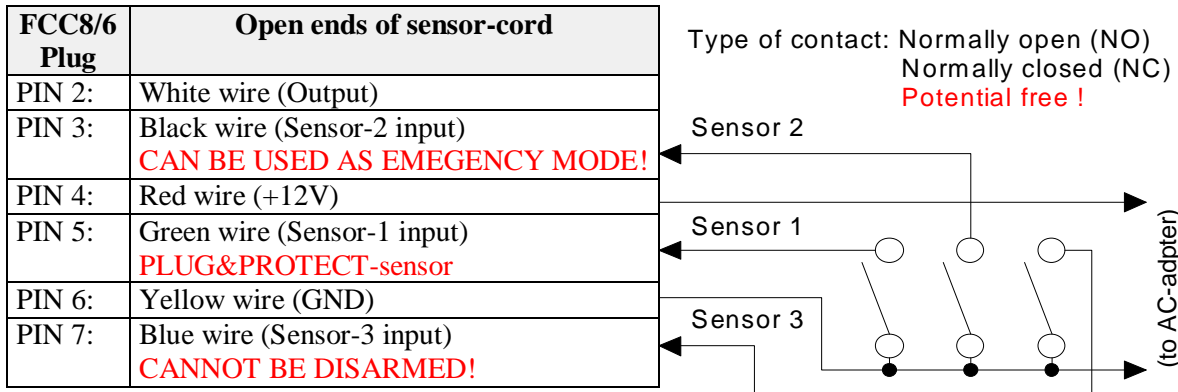 FCC8/6
Plug
Open ends of sensor-cord
PIN 2:
White wire (Output)
PIN 3:
Black wire (Sensor-2 input)
CAN BE USED AS EMEGENCY MODE!
PIN 4:
Red wire (+12V)
PIN 5:
Green wire (Sensor-1 input)
PLUG&PROTECT-sensor
PIN 6:
Yellow wire (GND)
PIN 7:
Blue wire (Sensor-3 input)
CANNOT BE DISARMED!
Type of contact: Normally open (NO)
Normally closed (NC)
Potential free !
Sensor 2
Sensor 1
Sensor 3
(to AC-adpter)